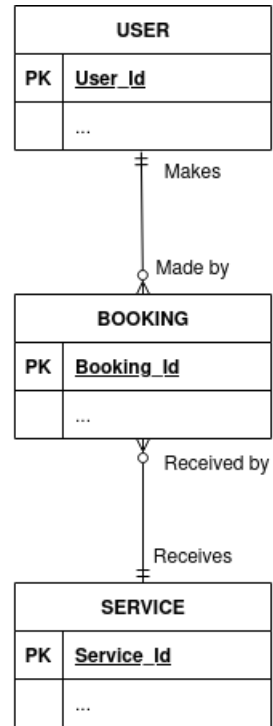 USER
PK User_Id
...
Makes
Made by
BOOKING
PK Booking_Id
...
Received by
Receives
SERVICE
PK Service_Id
...